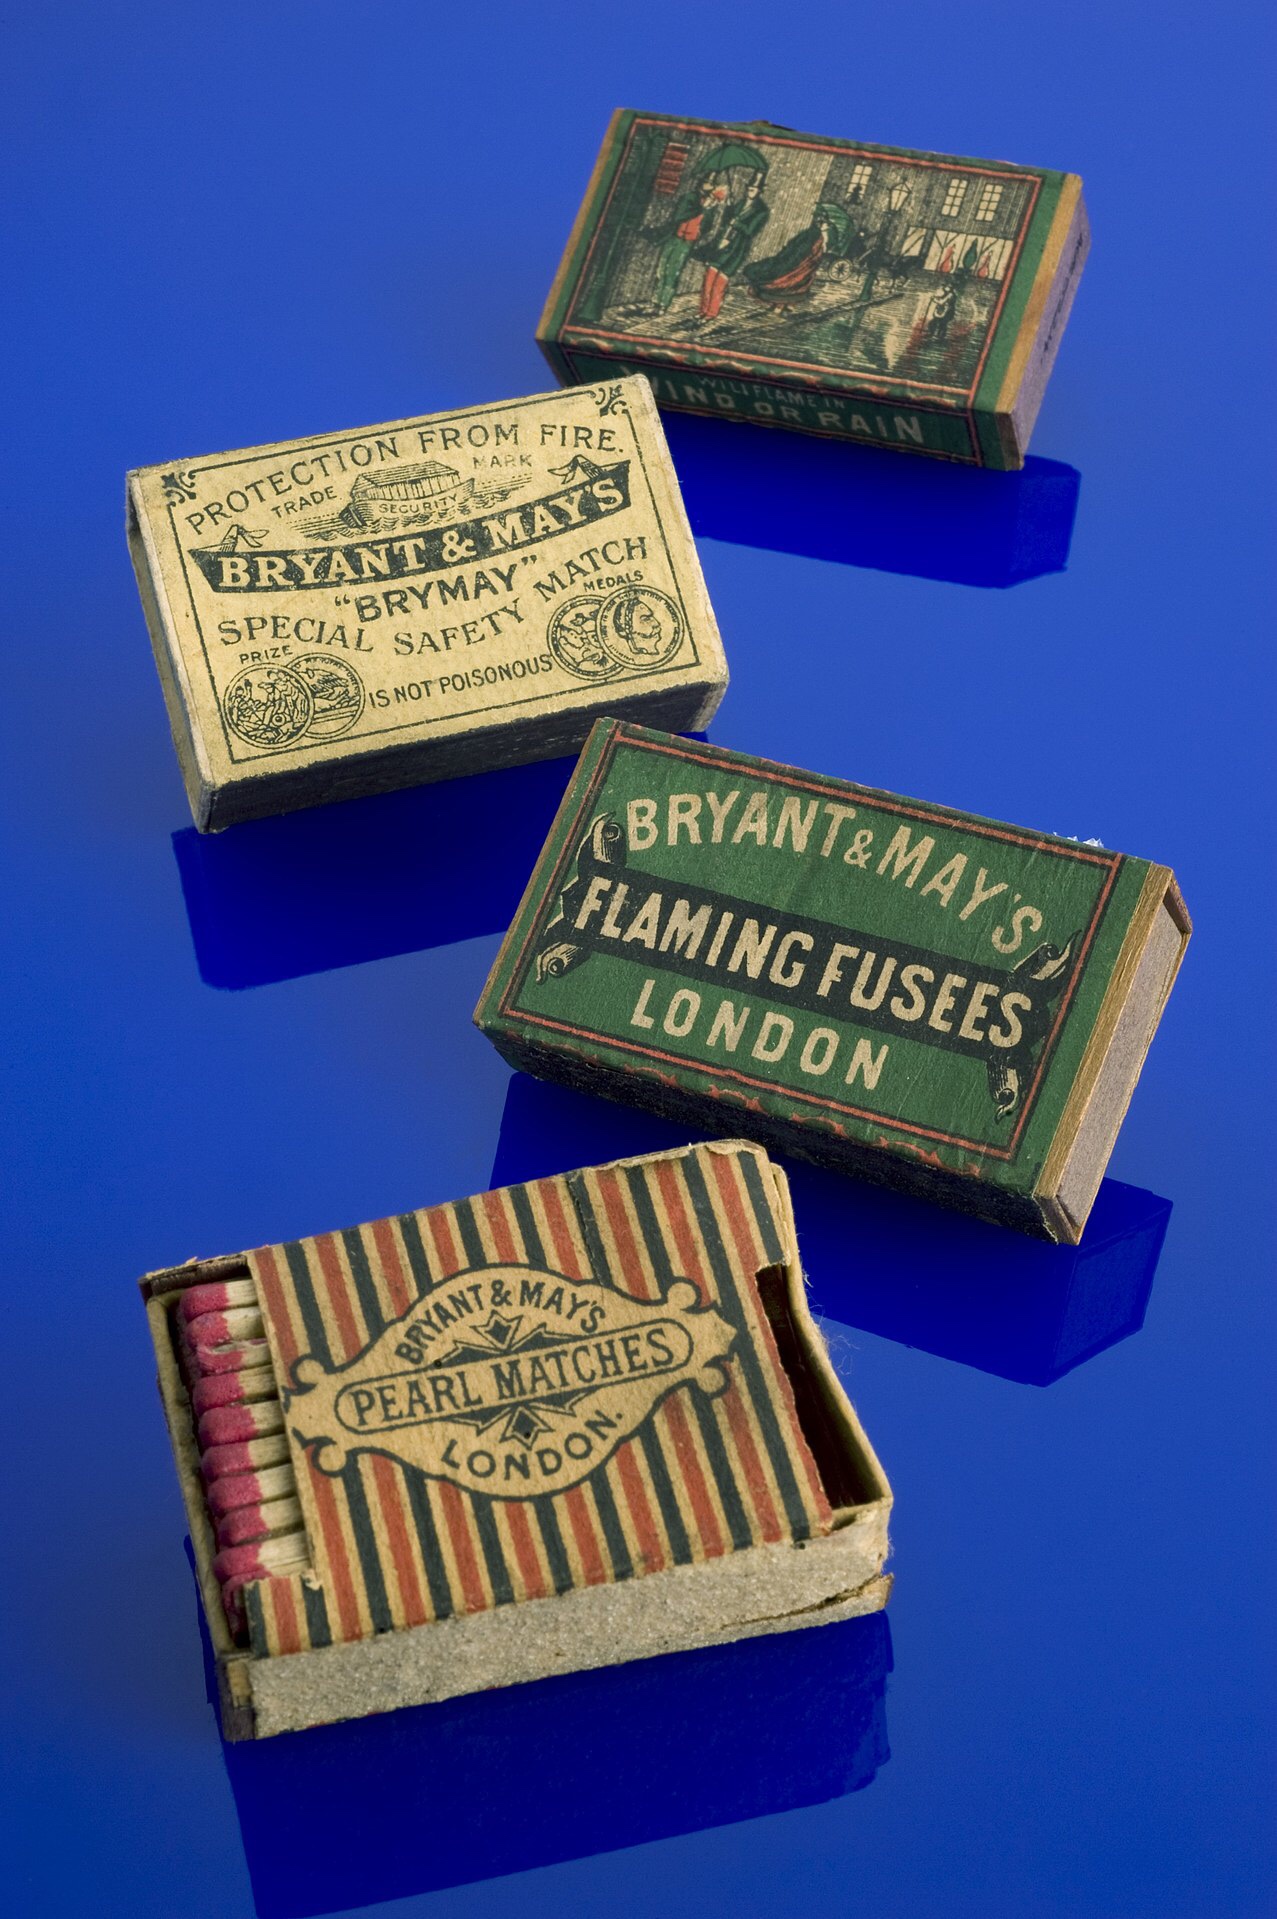 WILL FLAME IN
WIND OR RAIN
PROTECTION FROM FIRE.
TRADE MARK
SECURITY
BRYANT & MAY'S
"BRYMAY"
SPECIAL SAFETY MATCH
PRIZE MEDALS
IS NOT POISONOUS
BRYANT & MAY'S
FLAMING FUSEES
LONDON
BRYANT & MAY'S
PEARL MATCHES
LONDON.